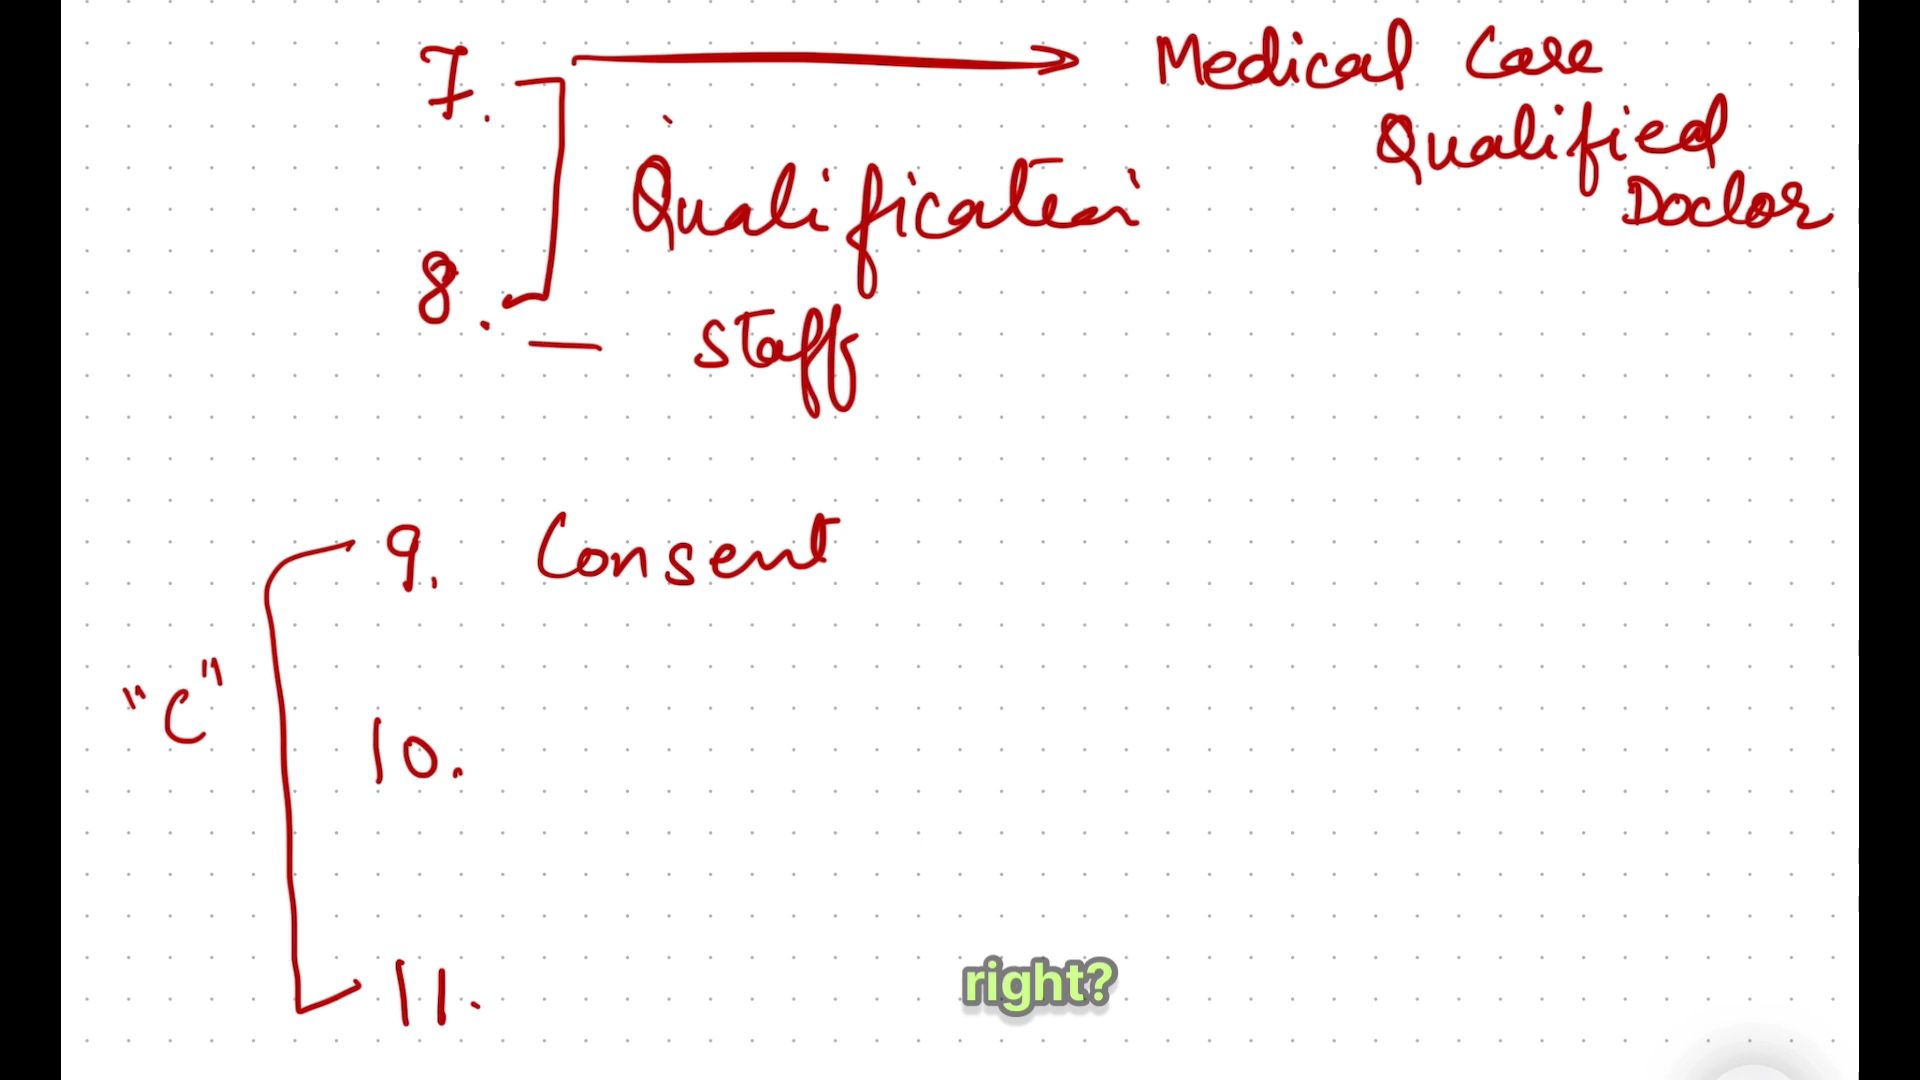 7. Medical Care
Qualified
Doctor
Qualification
8. — Staff
9. Consent
"C"
10.
11.
right?